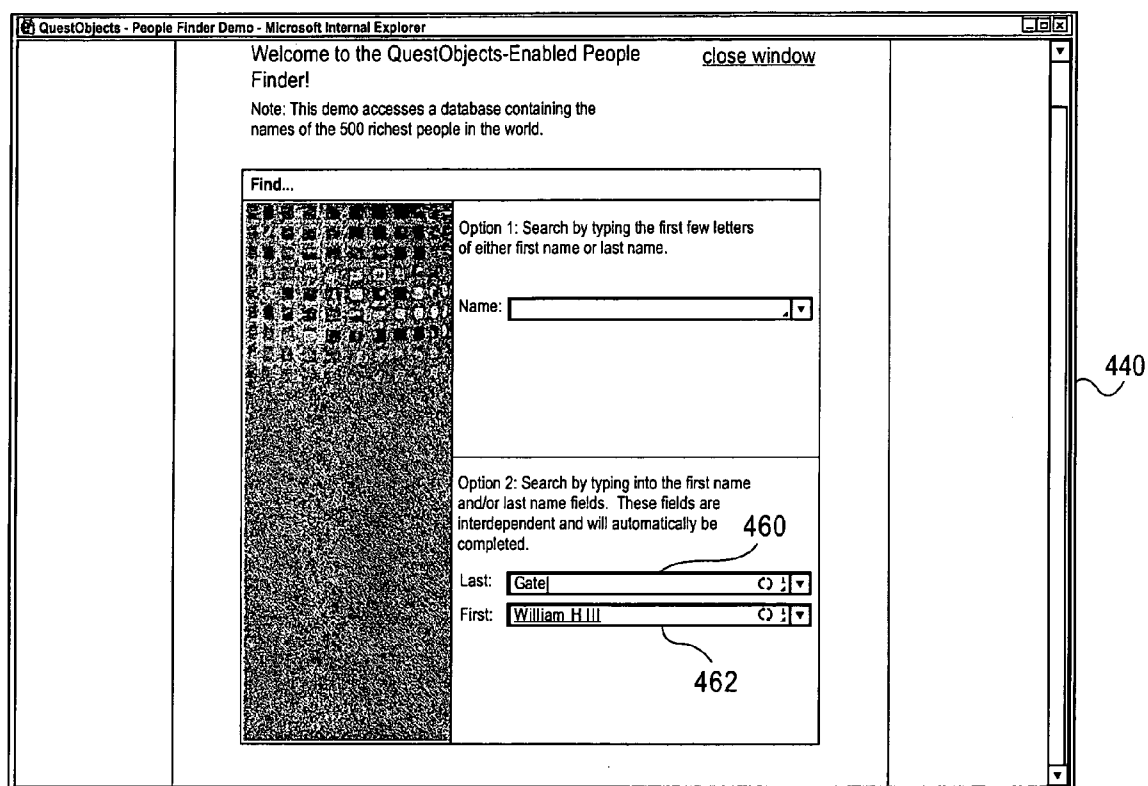 QuestObjects - People Finder Demo - Microsoft Internal Explorer
Welcome to the QuestObjects-Enabled People
Finder!
close window
Note: This demo accesses a database containing the
names of the 500 richest people in the world.
Find...
Option 1: Search by typing the first few letters
of either first name or last name.
Name:
440
Option 2: Search by typing into the first name
and/or last name fields. These fields are
interdependent and will automatically be
completed.
460
Last: Gate
First: William H III
462